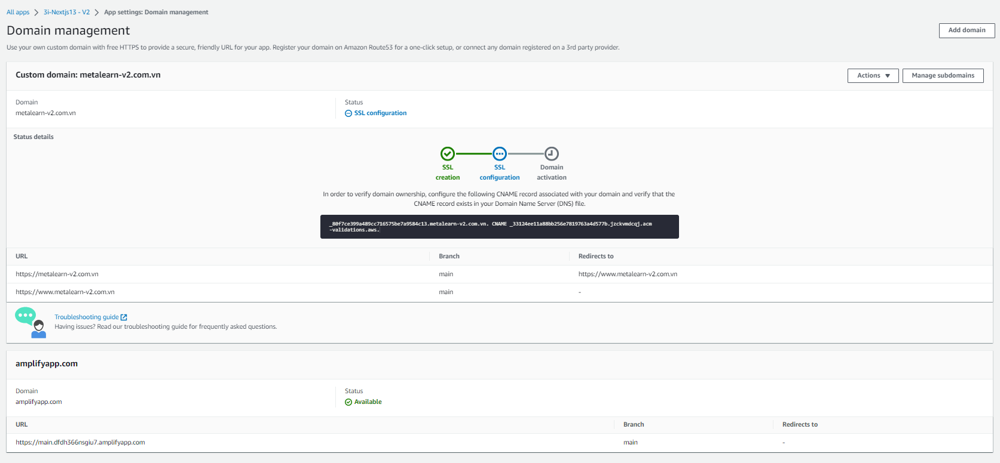 All apps > 3i-Nextjs13 - V2 > App settings: Domain management
Domain management
Add domain
Use your own custom domain with free HTTPS to provide a secure, friendly URL for your app. Register your domain on Amazon Route53 for a one-click setup, or connect any domain registered on a 3rd party provider.
Custom domain: metalearn-v2.com.vn
Actions ▼ Manage subdomains
Domain Status
metalearn-v2.com.vn SSL configuration
Status details
SSL SSL Domain
creation configuration activation
In order to verify domain ownership, configure the following CNAME record associated with your domain and verify that the
CNAME record exists in your Domain Name Server (DNS) file.
_80f7ce399a489cc716575be7a9584c13.metalearn-v2.com.vn. CNAME _33124ee11a88bb256e7819763a4d577b.jzckvmdcqj.acm
-validations.aws.
URL Branch Redirects to
https://metalearn-v2.com.vn main https://www.metalearn-v2.com.vn
https://www.metalearn-v2.com.vn main -
Troubleshooting guide
Having issues? Read our troubleshooting guide for frequently asked questions.
amplifyapp.com
Domain Status
amplifyapp.com Available
URL Branch Redirects to
https://main.dfdh366nsgiu7.amplifyapp.com main -